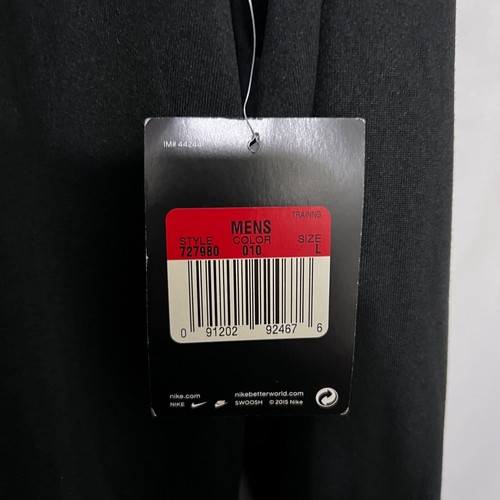 IM# 44244
TRAINING
MENS
STYLE COLOR SIZE
727980 010 L
0 91202 92467 6
nike.com nikebetterworld.com
NIKE SWOOSH © 2015 Nike